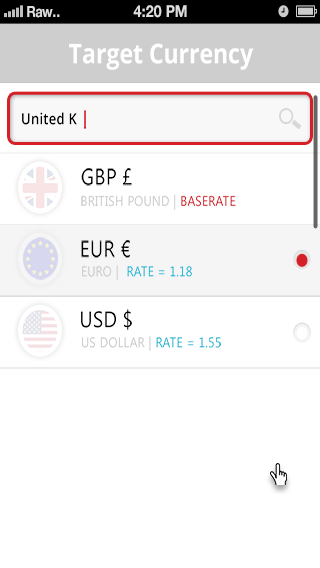 Raw.. 4:20 PM
Target Currency
United K
GBP £
BRITISH POUND | BASERATE
EUR €
EURO | RATE = 1.18
USD $
US DOLLAR | RATE = 1.55